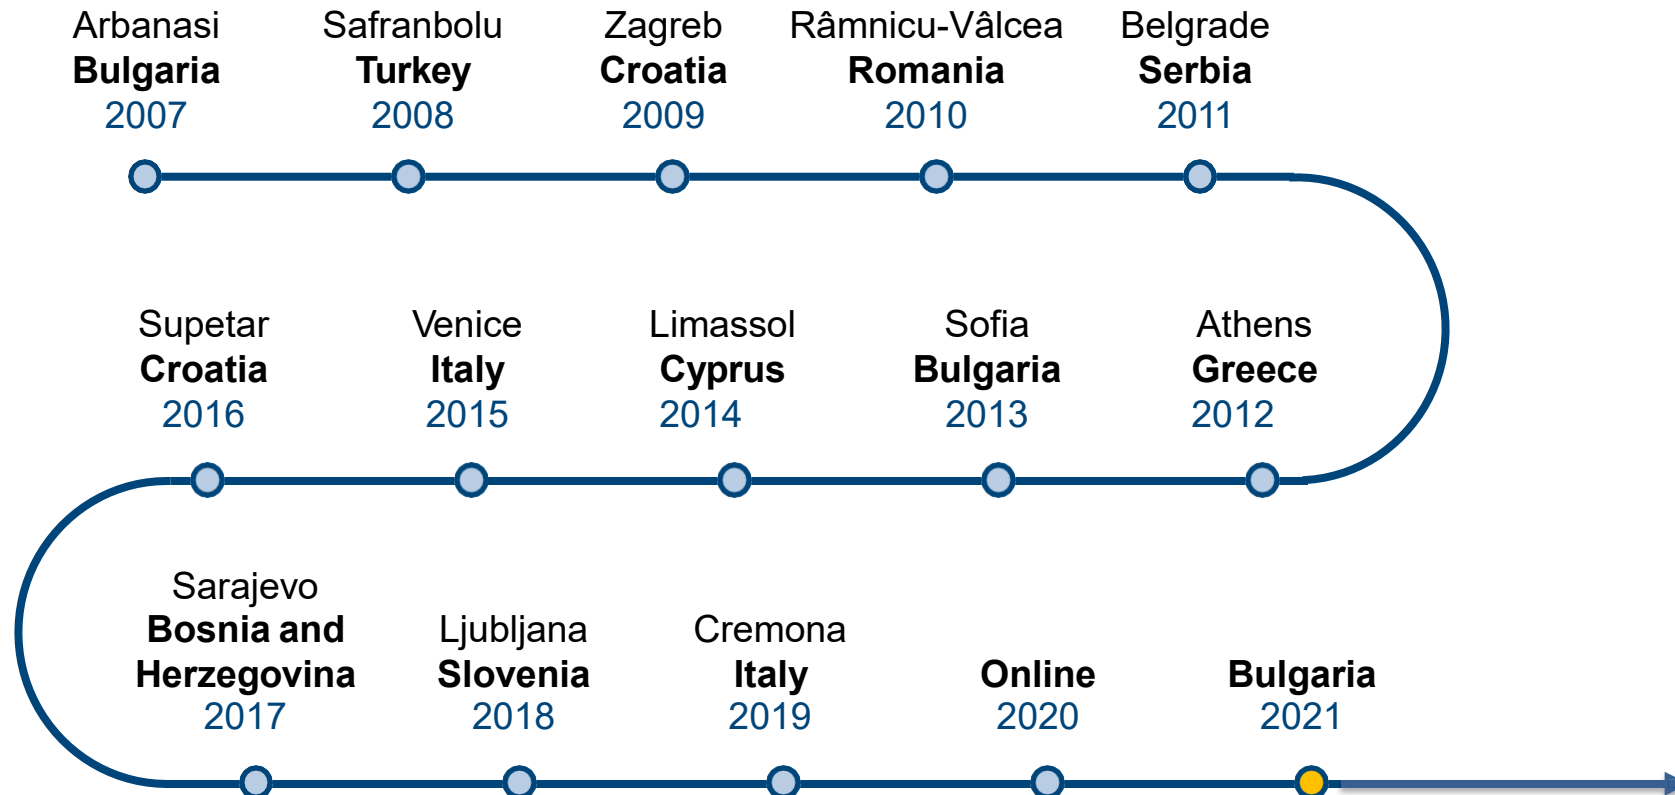 Arbanasi
Bulgaria
2007
Safranbolu
Turkey
2008
Zagreb
Croatia
2009
Râmnicu-Vâlcea
Romania
2010
Belgrade
Serbia
2011
Supetar
Croatia
2016
Venice
Italy
2015
Limassol
Cyprus
2014
Sofia
Bulgaria
2013
Athens
Greece
2012
Sarajevo
Bosnia and
Herzegovina
2017
Ljubljana
Slovenia
2018
Cremona
Italy
2019
Online
2020
Bulgaria
2021